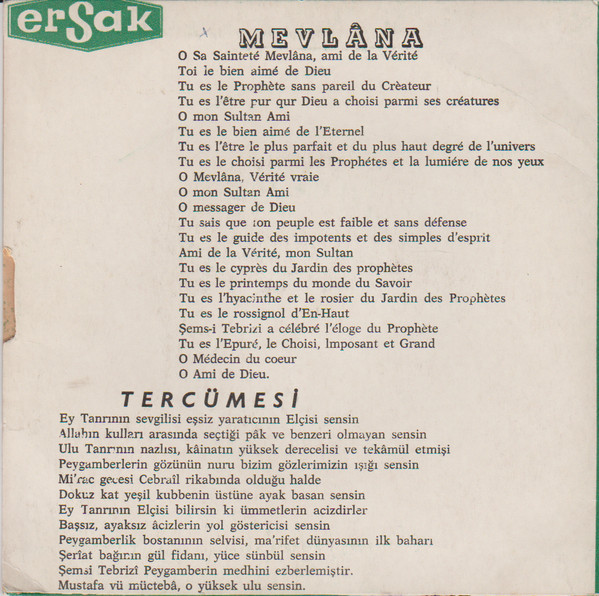 erSak
MEVLÂNA
O Sa Sainteté Mevlâna, ami de la Vérité
Toi le bien aimé de Dieu
Tu es le Prophète sans pareil du Crèateur
Tu es l'être pur qur Dieu a choisi parmi ses créatures
O mon Sultan Ami
Tu es le bien aimé de l'Eternel
Tu es l'être le plus parfait et du plus haut degré de l'univers
Tu es le choisi parmi les Prophétes et la lumiére de nos yeux
O Mevlâna, Vérité vraie
O mon Sultan Ami
O messager de Dieu
Tu sais que ton peuple est faible et sans défense
Tu es le guide des impotents et des simples d'esprit
Ami de la Vérité, mon Sultan
Tu es le cyprès du Jardin des prophètes
Tu es le printemps du monde du Savoir
Tu es l'hyacinthe et le rosier du Jardin des Prophètes
Tu es le rossignol d'En-Haut
Şems-i Tebrizi a célébré l'éloge du Prophète
Tu es l'Epuré, le Choisi, Imposant et Grand
O Médecin du coeur
O Ami de Dieu.
TERCÜMESİ
Ey Tanrının sevgilisi eşsiz yaratıcının Elçisi sensin
Allahın kulları arasında seçtiği pâk ve benzeri olmayan sensin
Ulu Tanrının nazlısı, kâinatın yüksek derecelisi ve tekâmül etmişi
Peygamberlerin gözünün nuru bizim gözlerimizin ışığı sensin
Mi'rac gecesi Cebraîl rikabında olduğu halde
Dokuz kat yeşil kubbenin üstüne ayak basan sensin
Ey Tanrının Elçisi bilirsin ki ümmetlerin acizdirler
Başsız, ayaksız âcizlerin yol göstericisi sensin
Peygamberlik bostanının selvisi, ma'rifet dünyasının ilk baharı
Şerîat bağının gül fidanı, yüce sünbül sensin
Şemsi Tebrizî Peygamberin medhini ezberlemiştir.
Mustafa vü müctebâ, o yüksek ulu sensin.